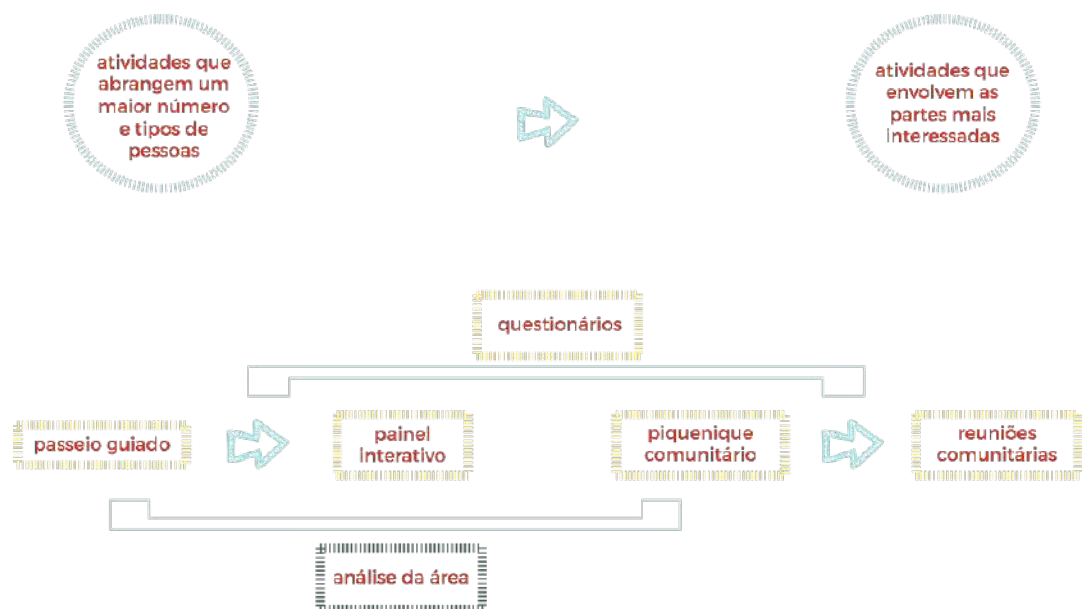 atividades que
abrangem um
maior número
e tipos de
pessoas
atividades que
envolvem as
partes mais
interessadas
questionários
passeio guiado
painel
interativo
piquenique
comunitário
reuniões
comunitárias
análise da área